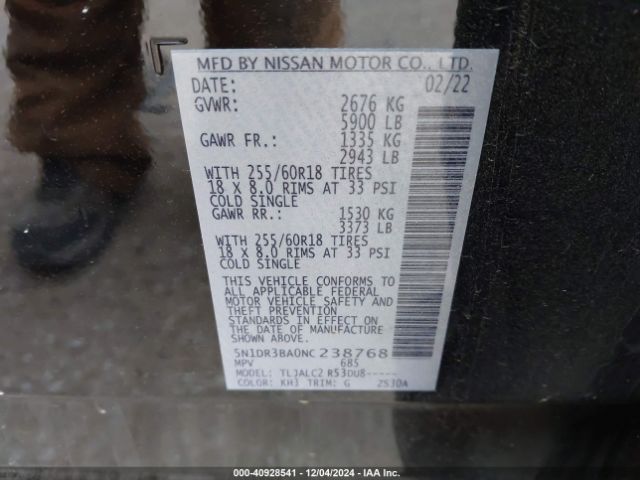 MFD BY NISSAN MOTOR CO., LTD.
DATE: 02/22
GVWR: 2676 KG
5900 LB
GAWR FR.: 1335 KG
2943 LB
WITH 255/60R18 TIRES
18 X 8.0 RIMS AT 33 PSI
COLD SINGLE
GAWR RR.: 1530 KG
3373 LB
WITH 255/60R18 TIRES
18 X 8.0 RIMS AT 33 PSI
COLD SINGLE
THIS VEHICLE CONFORMS TO
ALL APPLICABLE FEDERAL
MOTOR VEHICLE SAFETY AND
THEFT PREVENTION
STANDARDS IN EFFECT ON
THE DATE OF MANUFACTURE
SHOWN ABOVE.
5N1DR3BA0NC238768
MPV 685
MODEL: TLJALC2 R53DU8-----
COLOR: KH3 TRIM: G 2530A
000-40928541 - 12/04/2024 - IAA Inc.